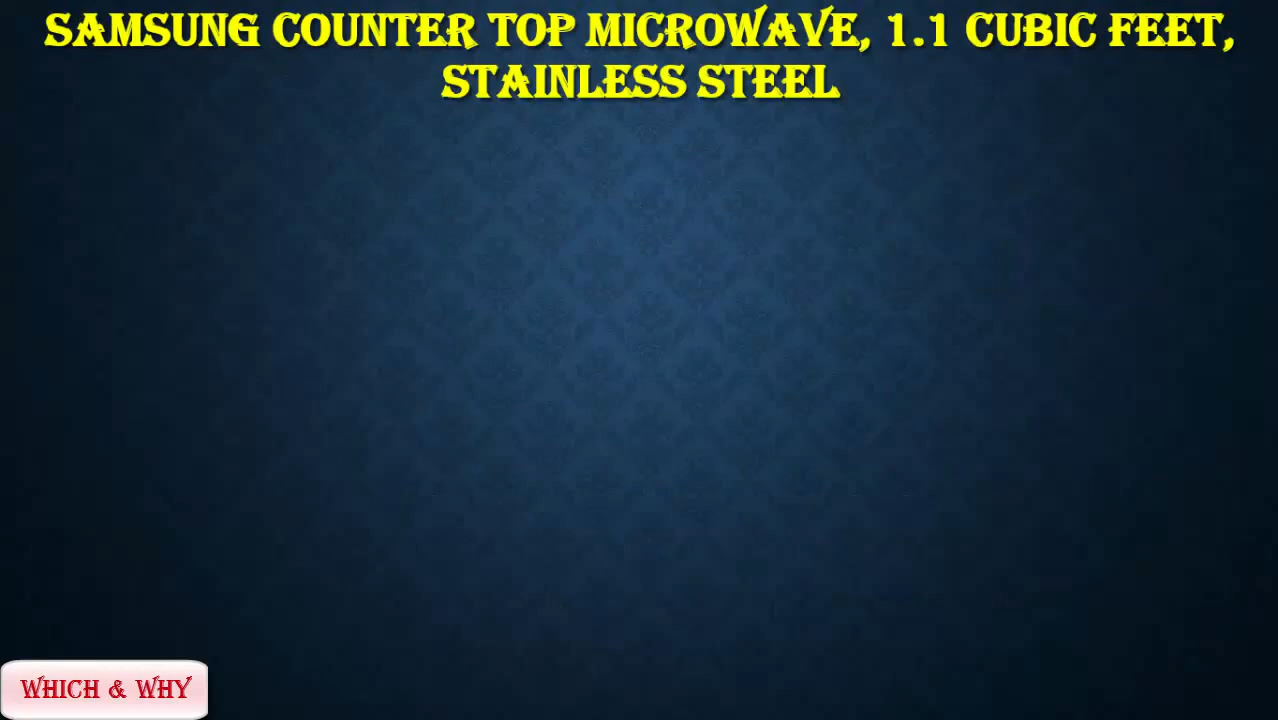 SAMSUNG COUNTER TOP MICROWAVE, 1.1 CUBIC FEET,
STAINLESS STEEL
WHICH & WHY